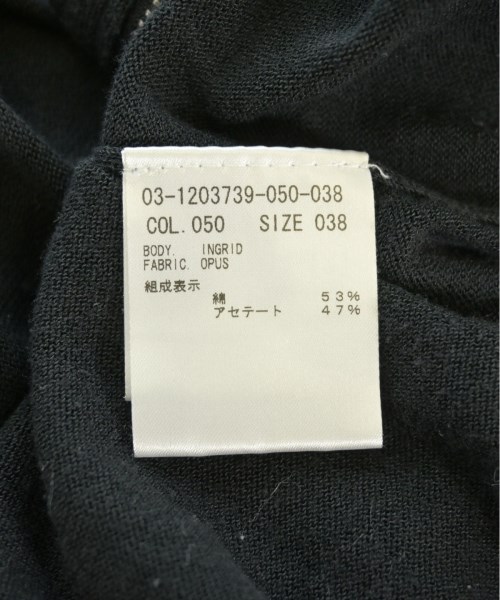 03-1203739-050-038
COL.050 SIZE 038
BODY. INGRID
FABRIC. OPUS
組成表示
綿 53%
アセテート 47%